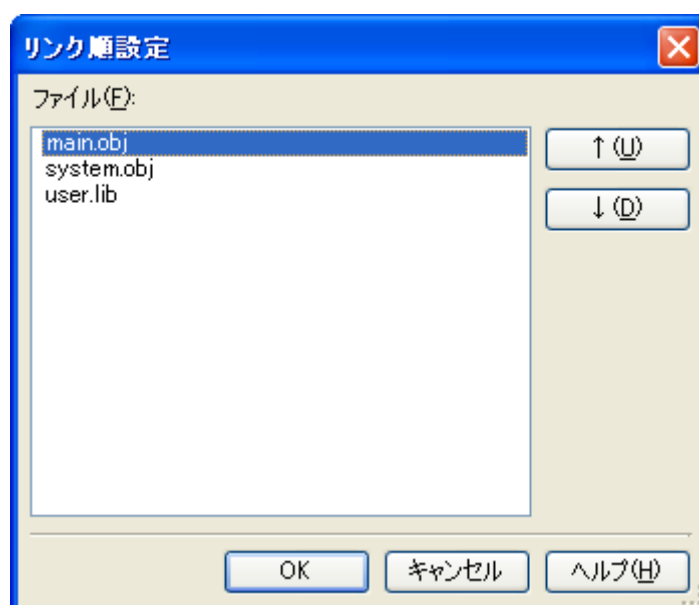 リンク順設定
ファイル(F):
main.obj
system.obj
user.lib
↑(U)
↓(D)
OK
キャンセル
ヘルプ(H)